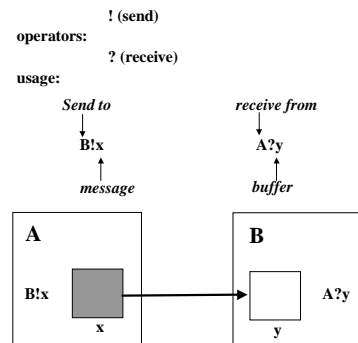 ! (send)
operators:
? (receive)
usage:
Send to
receive from
B!x
A?y
message
buffer
A
B
B!x
A?y
x
y